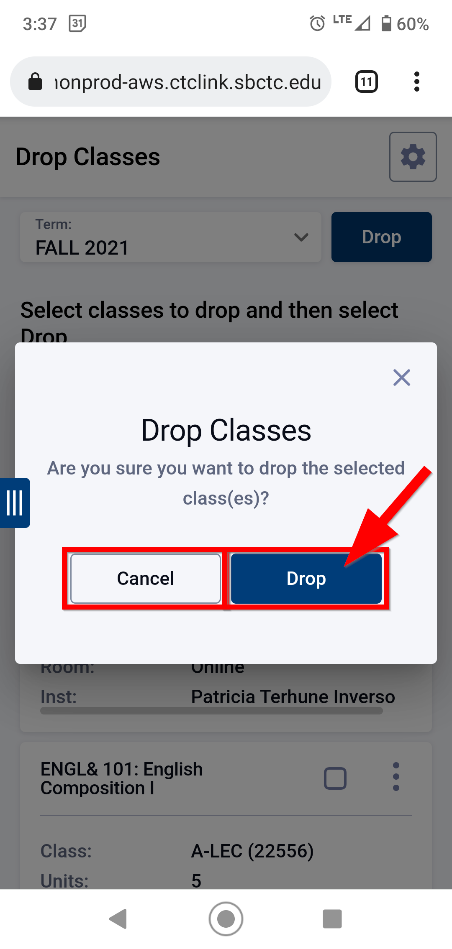 3:37 31 LTE 60%
nonprod-aws.ctclink.sbctc.edu 11
Drop Classes
Term:
FALL 2021
Drop
Select classes to drop and then select
Drop
Drop Classes
Are you sure you want to drop the selected
class(es)?
Cancel Drop
Room: Online
Inst: Patricia Terhune Inverso
ENGL& 101: English
Composition I
Class: A-LEC (22556)
Units: 5